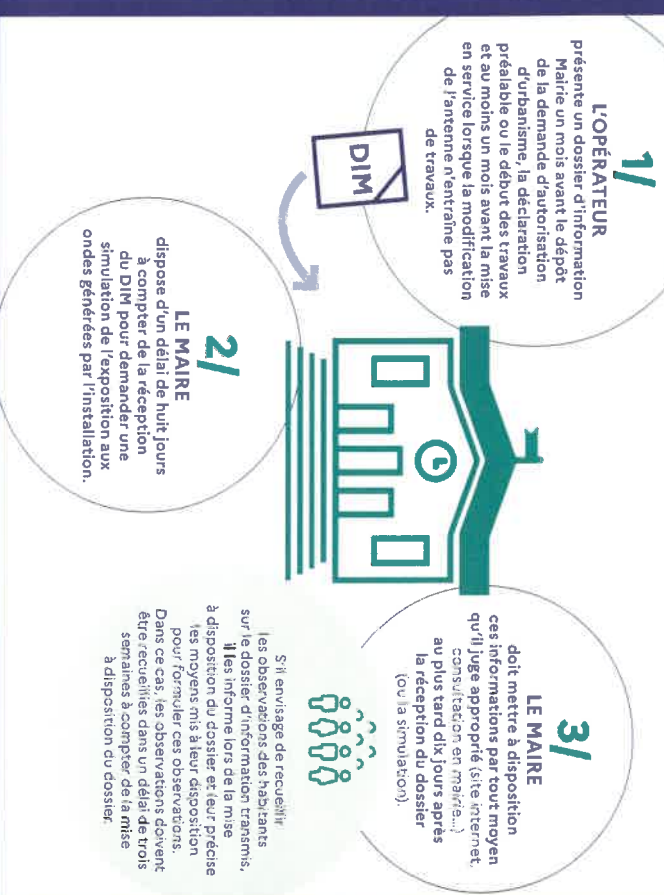 1/
L'OPÉRATEUR
présente un dossier d'information
Mairie un mois avant le dépôt
de la demande d'autorisation
d'urbanisme, la déclaration
préalable ou le début des travaux
et au moins un mois avant la mise
en service lorsque la modification
de l'antenne n'entraîne pas
de travaux.
DIM
2/
LE MAIRE
dispose d'un délai de huit jours
à compter de la réception
du DIM pour demander une
simulation de l'exposition aux
ondes générées par l'installation.
3/
LE MAIRE
doit mettre à disposition
ces informations par tout moyen
qu'il juge approprié (site internet,
consultation en mairie...)
au plus tard dix jours après
la réception du dossier
(ou la simulation).
S'il envisage de recueillir
les observations des habitants
sur le dossier d'information transmis,
il les informe lors de la mise
à disposition du dossier et leur précise
les moyens mis à leur disposition
pour formuler ces observations.
Dans ce cas, les observations doivent
être recueillies dans un délai de trois
semaines à compter de la mise
à disposition du dossier.